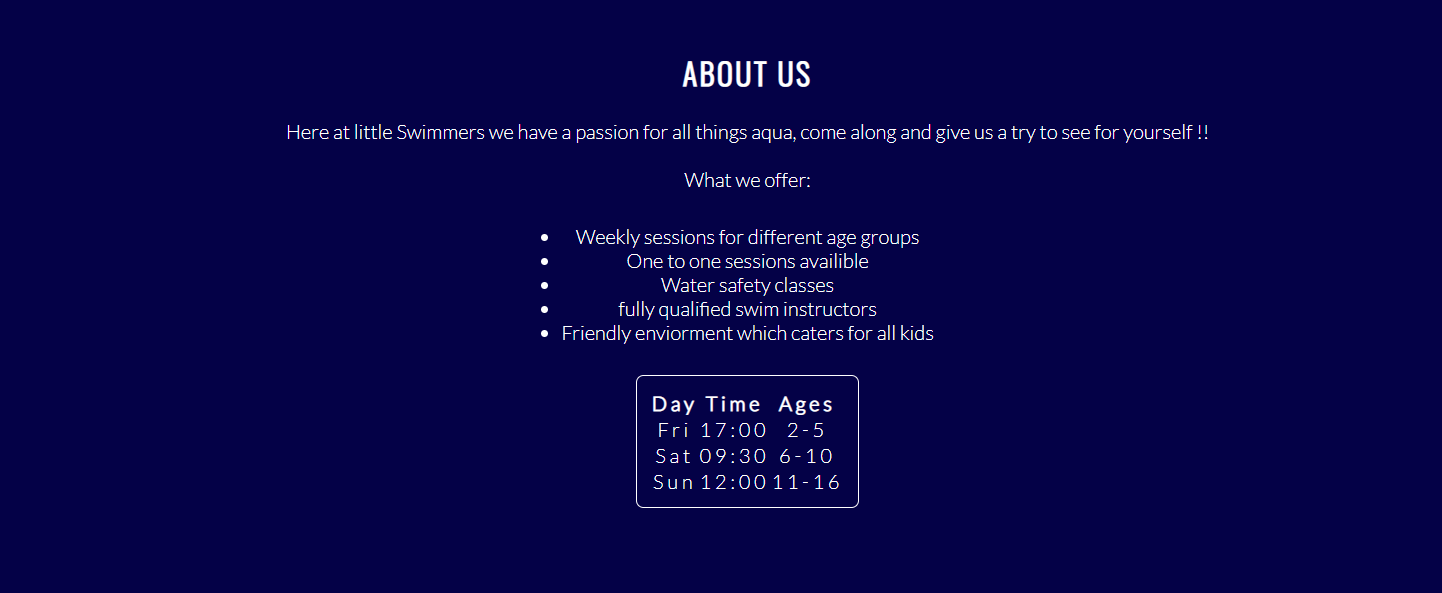 ABOUT US
Here at little Swimmers we have a passion for all things aqua, come along and give us a try to see for yourself !!
What we offer:
Weekly sessions for different age groups
One to one sessions availible
Water safety classes
fully qualified swim instructors
Friendly enviorment which caters for all kids
Day Time Ages
Fri 17:00 2-5
Sat 09:30 6-10
Sun 12:00 11-16